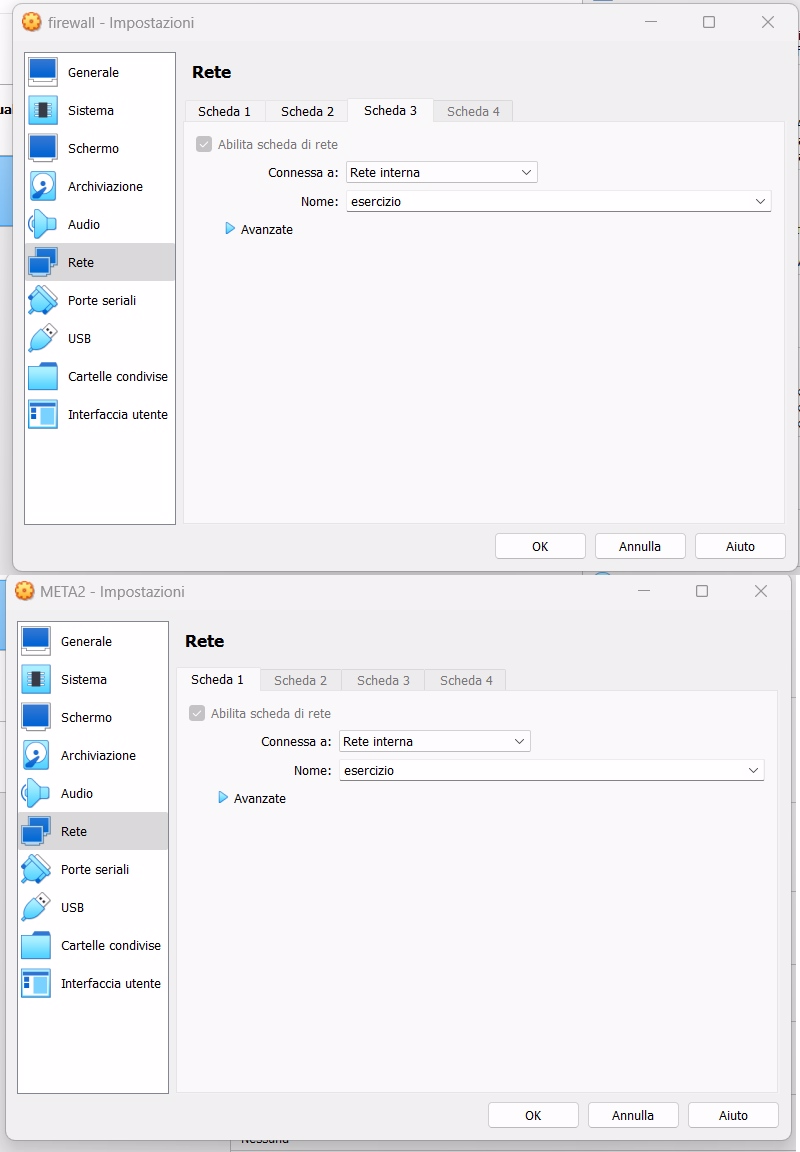 firewall - Impostazioni
Generale
Sistema
Schermo
Archiviazione
Audio
Rete
Porte seriali
USB
Cartelle condivise
Interfaccia utente
Rete
Scheda 1 Scheda 2 Scheda 3 Scheda 4
Abilita scheda di rete
Connessa a: Rete interna
Nome: esercizio
Avanzate
OK Annulla Aiuto
META2 - Impostazioni
Generale
Sistema
Schermo
Archiviazione
Audio
Rete
Porte seriali
USB
Cartelle condivise
Interfaccia utente
Rete
Scheda 1 Scheda 2 Scheda 3 Scheda 4
Abilita scheda di rete
Connessa a: Rete interna
Nome: esercizio
Avanzate
OK Annulla Aiuto